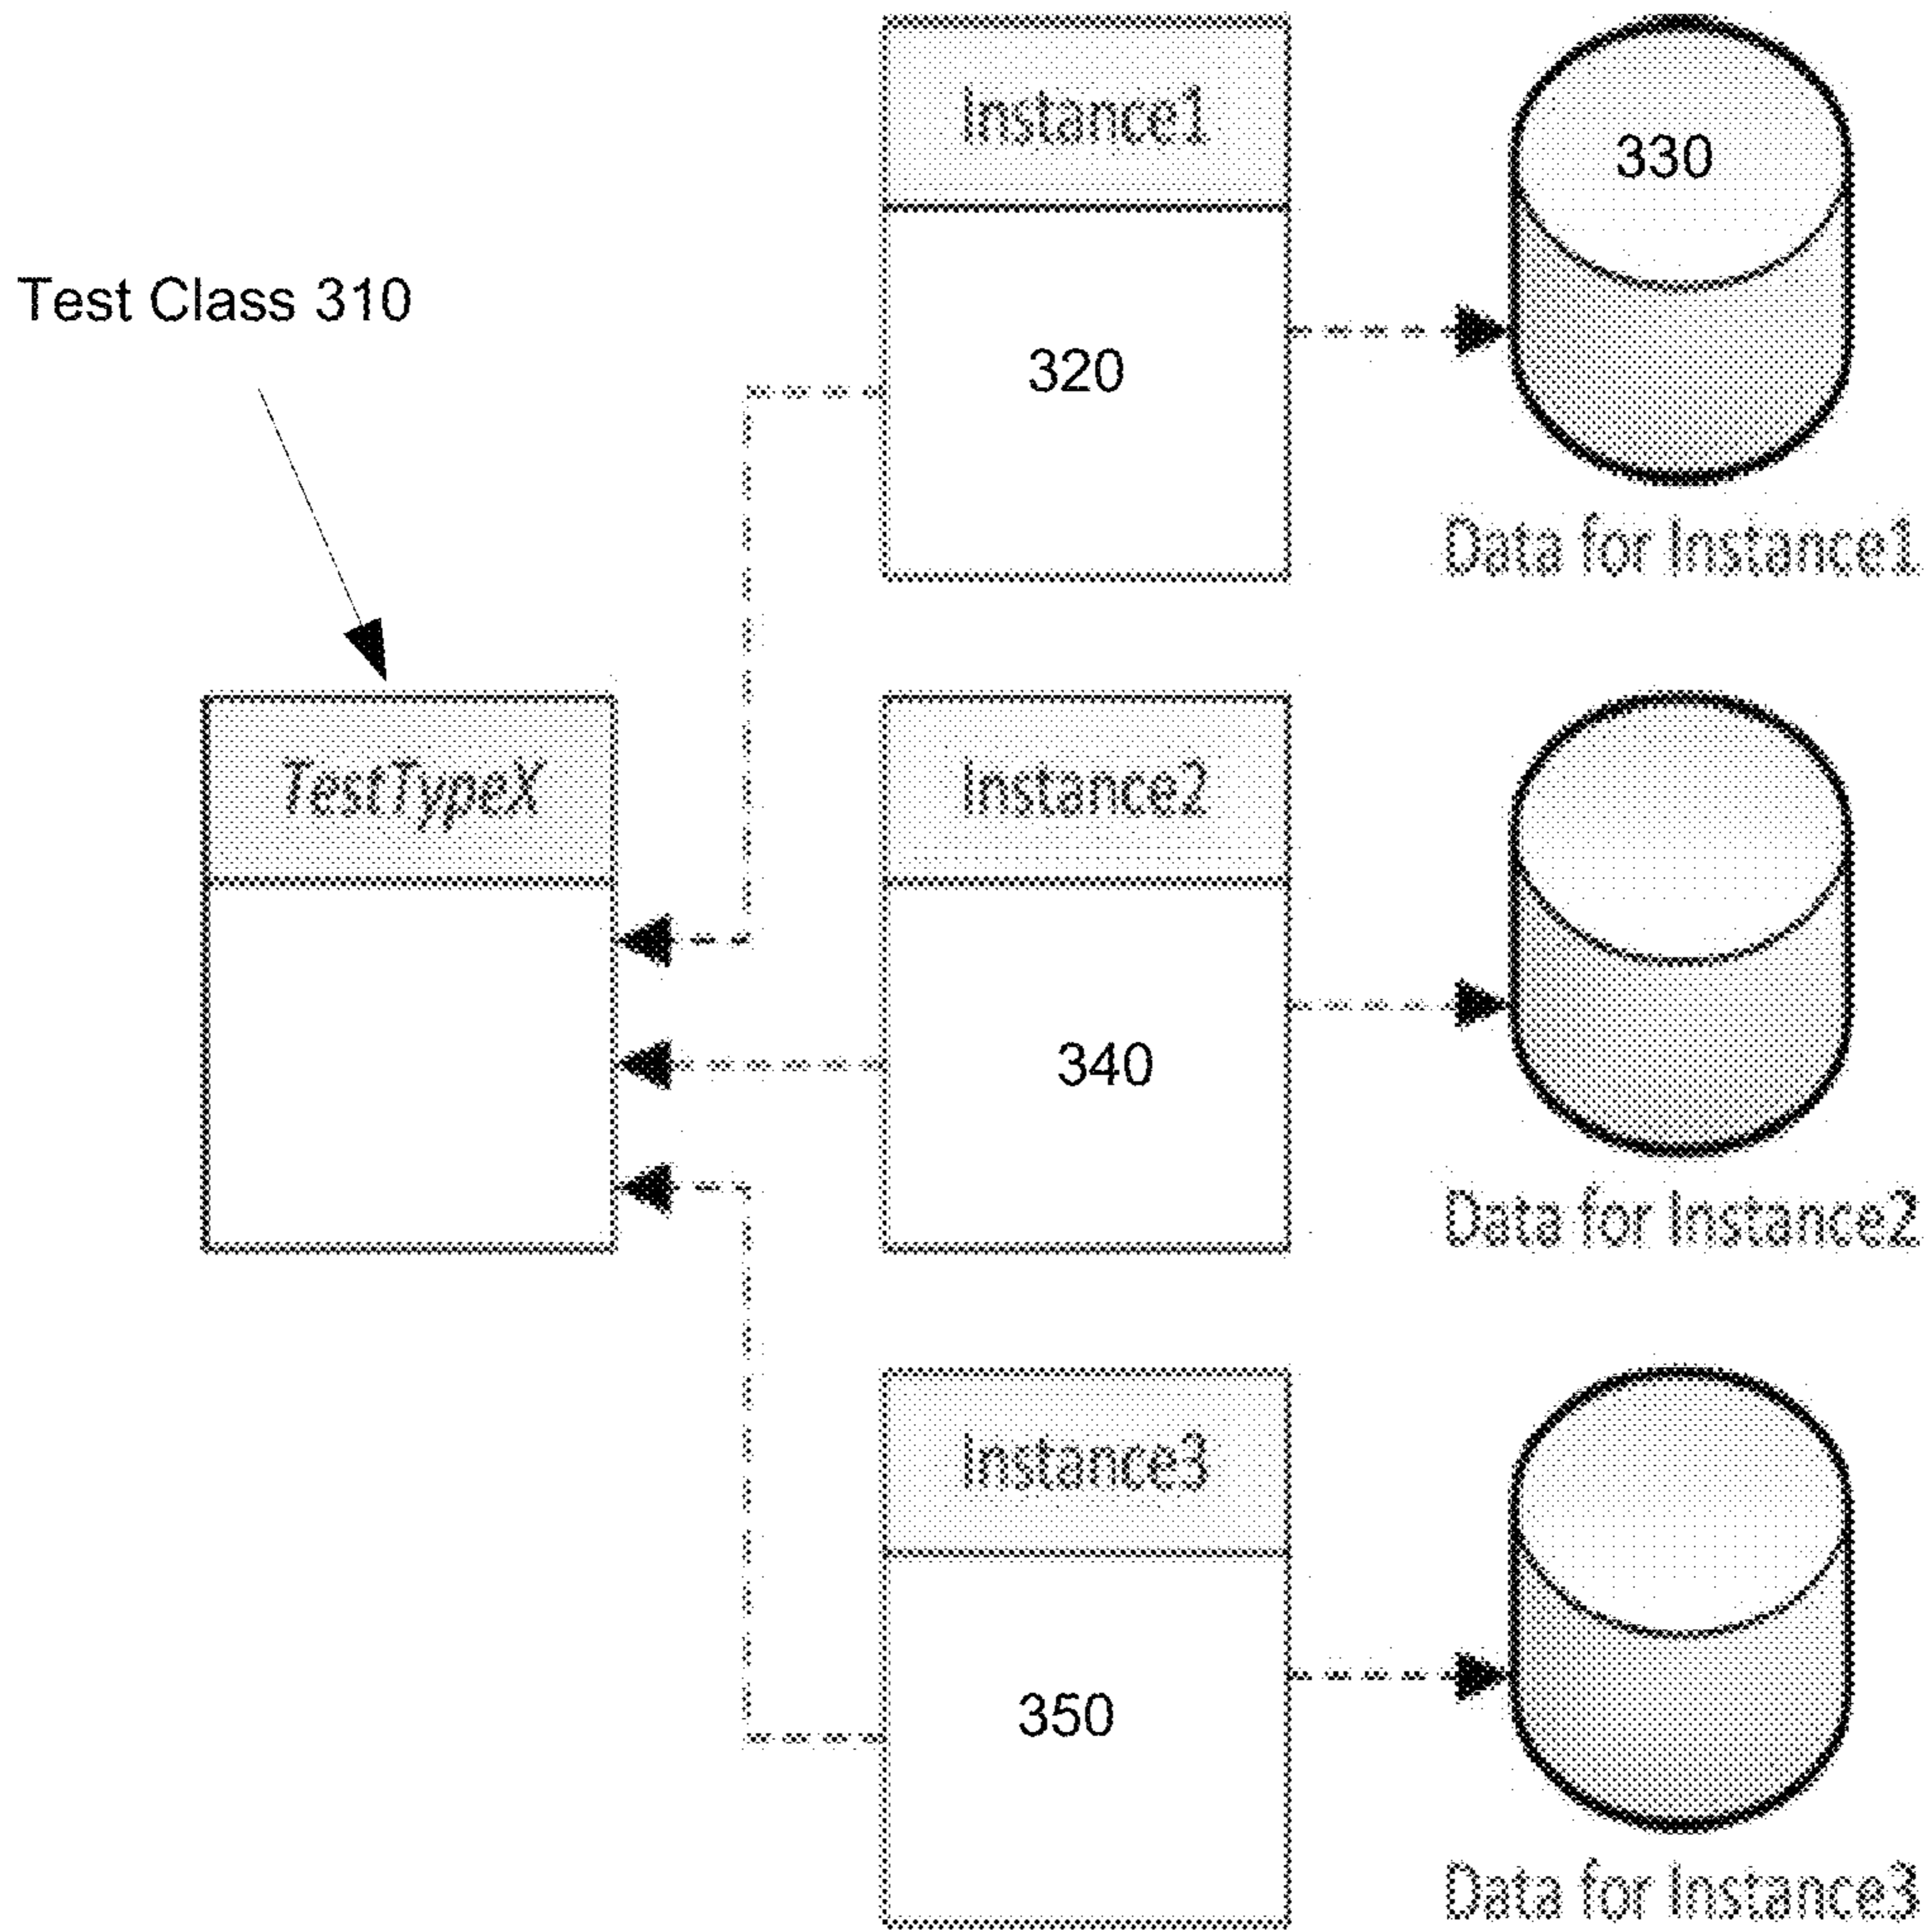 Instance1
330
Test Class 310
320
Data for Instance1
TestTypeX
Instance2
340
Data for Instance2
Instance3
350
Data for Instance3